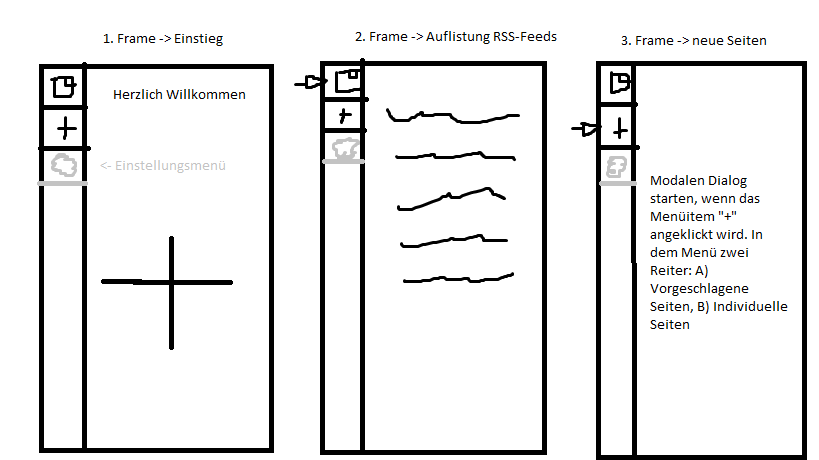 1. Frame -> Einstieg
2. Frame -> Auflistung RSS-Feeds
3. Frame -> neue Seiten
Herzlich Willkommen
<- Einstellungsmenü
Modalen Dialog
starten, wenn das
Menüitem "+"
angeklickt wird. In
dem Menü zwei
Reiter: A)
Vorgeschlagene
Seiten, B) Individuelle
Seiten